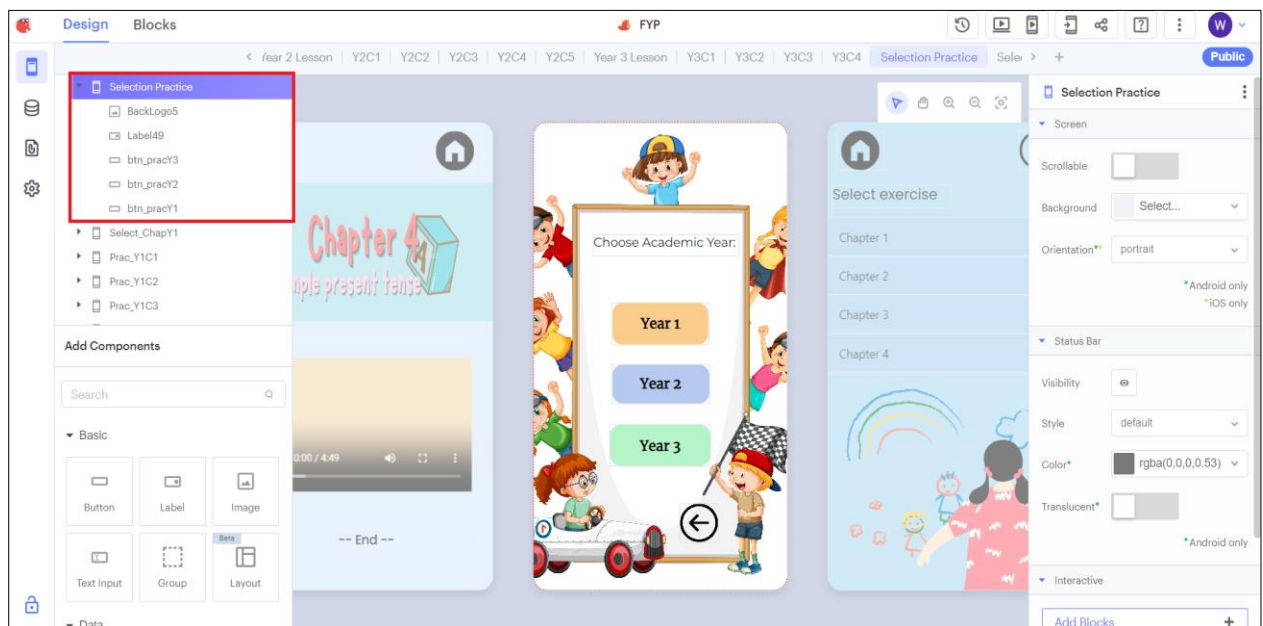 Design Blocks FYP W
Year 2 Lesson Y2C1 Y2C2 Y2C3 Y2C4 Y2C5 Year 3 Lesson Y3C1 Y3C2 Y3C3 Y3C4 Selection Practice Public
Selection Practice
BackLogo5
Label49
btn_pracY3
btn_pracY2
btn_pracY1
Select_ChapY1
Prac_Y1C1
Prac_Y1C2
Prac_Y1C3
Add Components
Search
Basic
Button Label Image
Beta
Text Input Group Layout
Data
Chapter 4
present tense
0:00 / 4:49
-- End --
Choose Academic Year:
Year 1
Year 2
Year 3
Select exercise
Chapter 1
Chapter 2
Chapter 3
Chapter 4
Selection Practice
Screen
Scrollable
Background Select...
Orientation** portrait
*Android only
*iOS only
Status Bar
Visibility
Style default
Color* rgba(0,0,0,0.53)
Translucent*
*Android only
Interactive
Add Blocks +